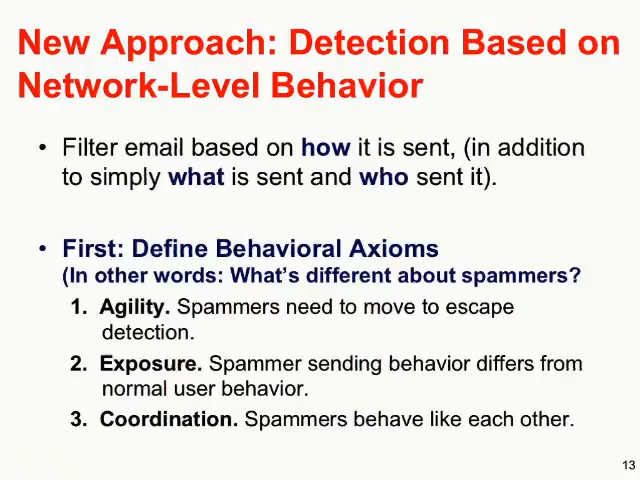 New Approach: Detection Based on
Network-Level Behavior
• Filter email based on how it is sent, (in addition
to simply what is sent and who sent it).
• First: Define Behavioral Axioms
(In other words: What's different about spammers?
1. Agility. Spammers need to move to escape
detection.
2. Exposure. Spammer sending behavior differs from
normal user behavior.
3. Coordination. Spammers behave like each other.
13